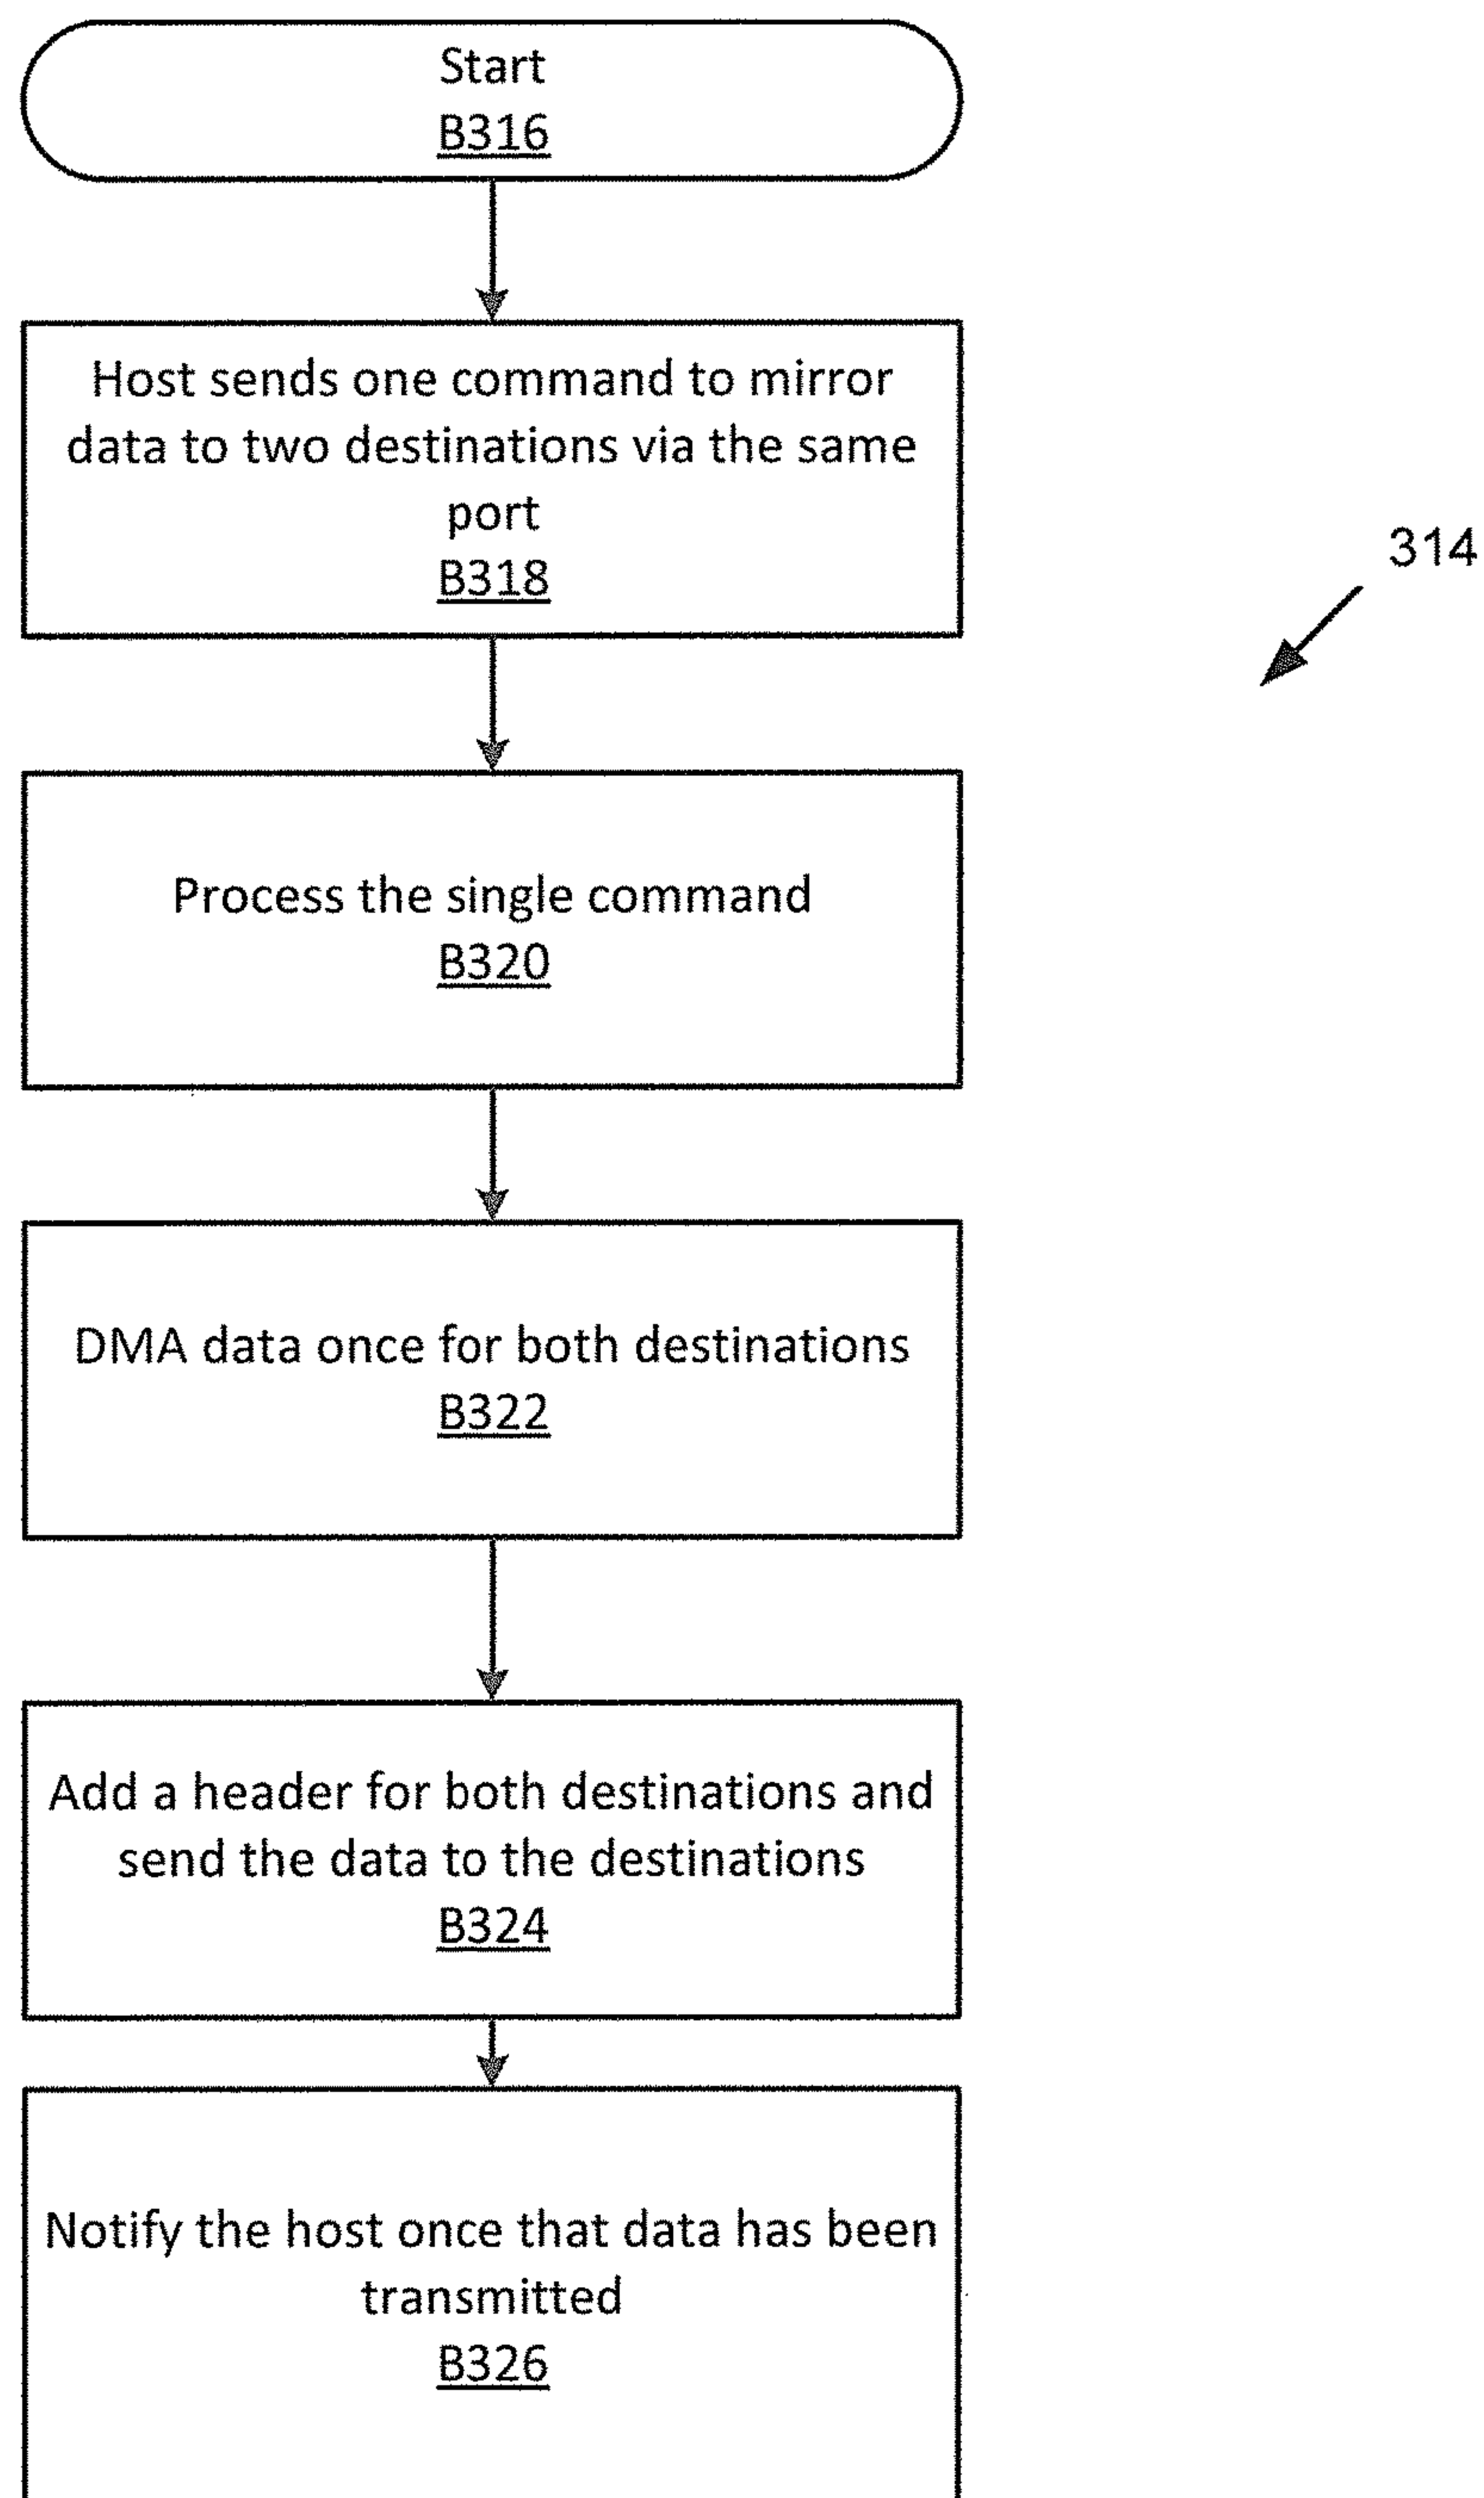 Start
B316
Host sends one command to mirror
data to two destinations via the same
port
B318
314
Process the single command
B320
DMA data once for both destinations
B322
Add a header for both destinations and
send the data to the destinations
B324
Notify the host once that data has been
transmitted
B326